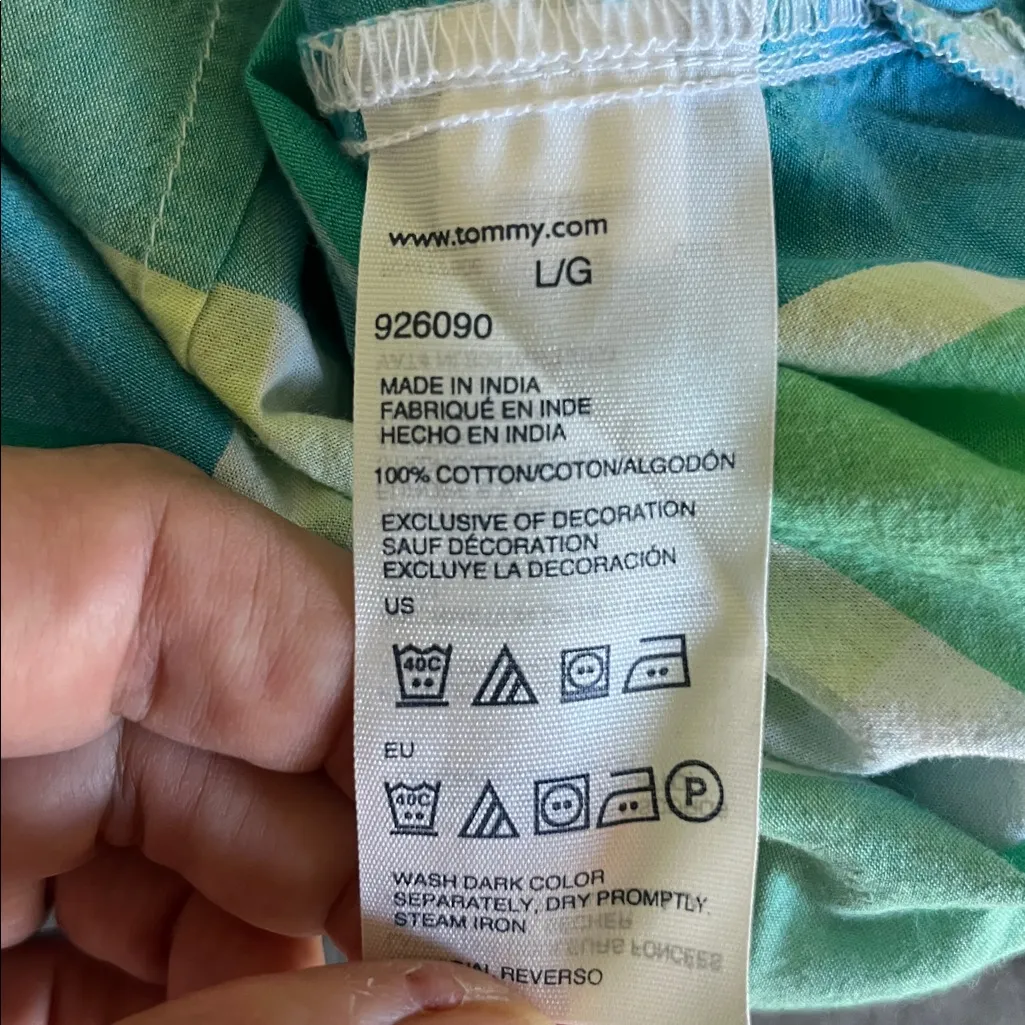 www.tommy.com
L/G
926090
MADE IN INDIA
FABRIQUÉ EN INDE
HECHO EN INDIA
100% COTTON/COTON/ALGODÓN
EXCLUSIVE OF DECORATION
SAUF DÉCORATION
EXCLUYE LA DECORACIÓN
US
40C
EU
40C P
WASH DARK COLOR
SEPARATELY, DRY PROMPTLY.
STEAM IRON
REVERSO